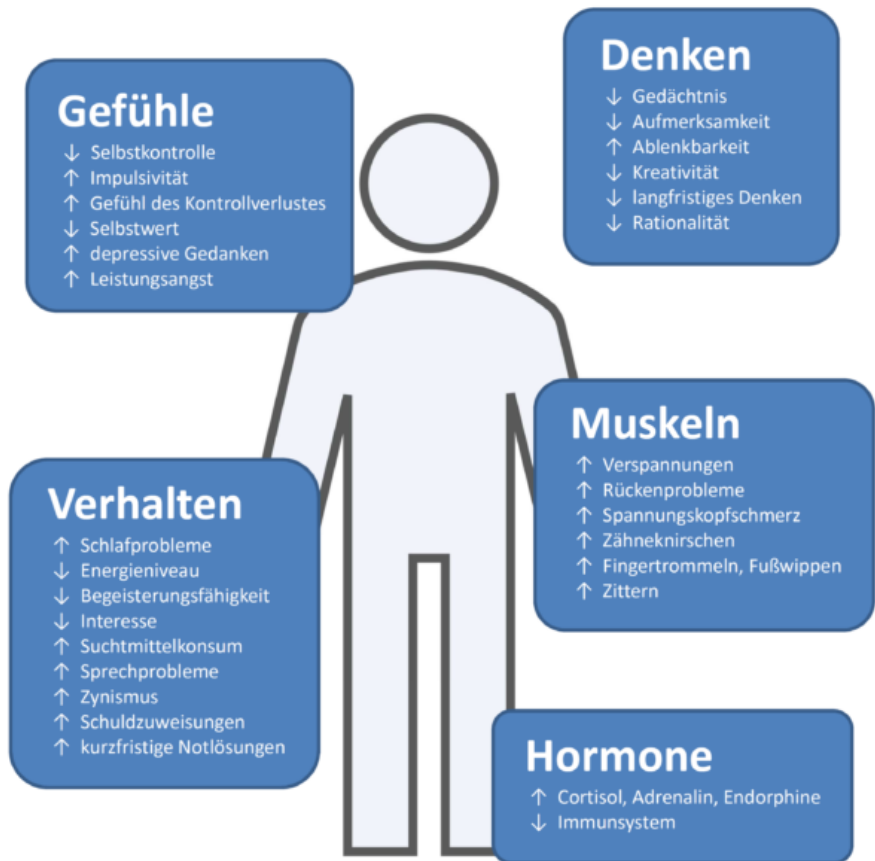 Gefühle
↓ Selbstkontrolle
↑ Impulsivität
↑ Gefühl des Kontrollverlustes
↓ Selbstwert
↑ depressive Gedanken
↑ Leistungsangst
Denken
↓ Gedächtnis
↓ Aufmerksamkeit
↑ Ablenkbarkeit
↓ Kreativität
↓ langfristiges Denken
↓ Rationalität
Muskeln
↑ Verspannungen
↑ Rückenprobleme
↑ Spannungskopfschmerz
↑ Zähneknirschen
↑ Fingertrommeln, Fußwippen
↑ Zittern
Verhalten
↑ Schlafprobleme
↓ Energieniveau
↓ Begeisterungsfähigkeit
↓ Interesse
↑ Suchtmittelkonsum
↑ Sprechprobleme
↑ Zynismus
↑ Schuldzuweisungen
↑ kurzfristige Notlösungen
Hormone
↑ Cortisol, Adrenalin, Endorphine
↓ Immunsystem